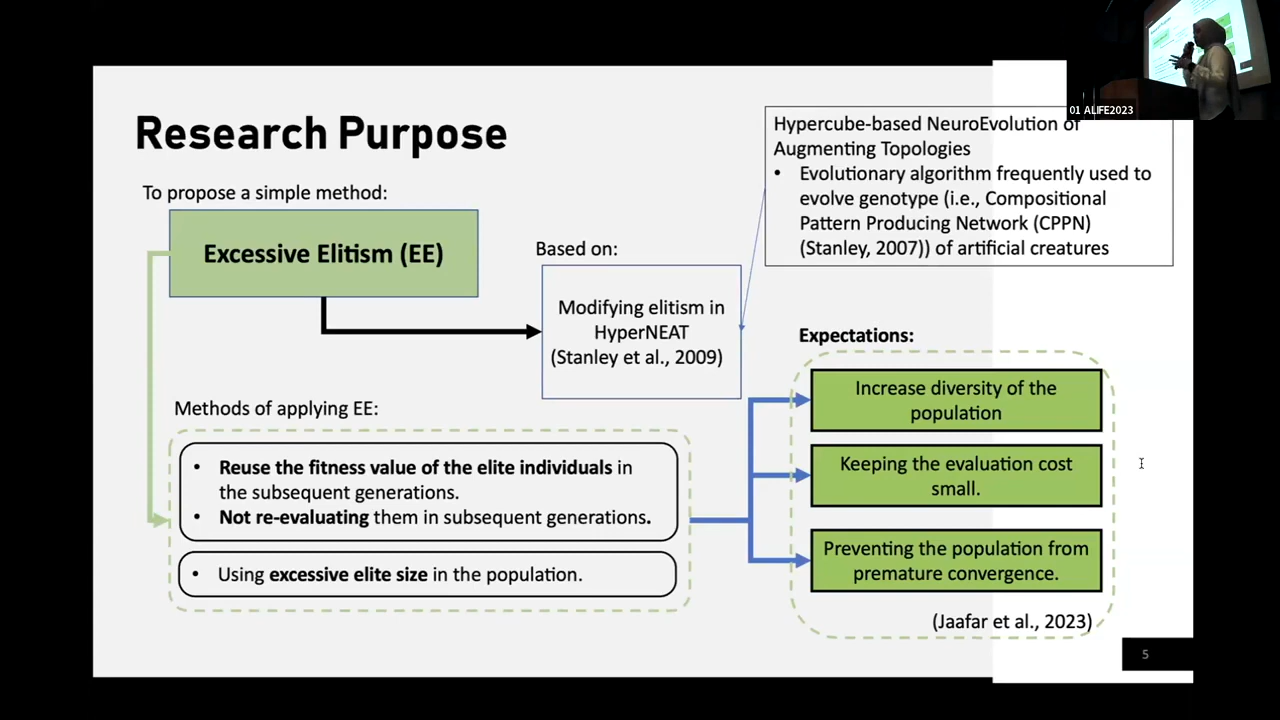 01 ALIFE2023
Research Purpose
To propose a simple method:
Excessive Elitism (EE)
Based on:
Modifying elitism in
HyperNEAT
(Stanley et al., 2009)
Hypercube-based NeuroEvolution of
Augmenting Topologies
• Evolutionary algorithm frequently used to
evolve genotype (i.e., Compositional
Pattern Producing Network (CPPN)
(Stanley, 2007)) of artificial creatures
Methods of applying EE:
• Reuse the fitness value of the elite individuals in
the subsequent generations.
• Not re-evaluating them in subsequent generations.
• Using excessive elite size in the population.
Expectations:
Increase diversity of the
population
Keeping the evaluation cost
small.
Preventing the population from
premature convergence.
(Jaafar et al., 2023)
5